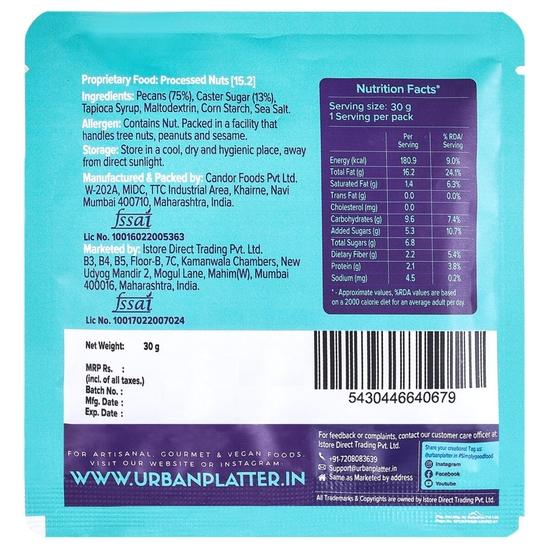 Proprietary Food: Processed Nuts [15.2]
Ingredients: Pecans (75%), Caster Sugar (13%),
Tapioca Syrup, Maltodextrin, Corn Starch, Sea Salt.
Allergen: Contains Nut. Packed in a facility that
handles tree nuts, peanuts and sesame.
Storage: Store in a cool, dry and hygienic place, away
from direct sunlight.
Manufactured & Packed by: Candor Foods Pvt Ltd.
W-202A, MIDC, TTC Industrial Area, Khairne, Navi
Mumbai 400710, Maharashtra, India.
fssai
Lic No. 10016022005363
Marketed by: Istore Direct Trading Pvt. Ltd.
B3, B4, B5, Floor-B, 7C, Kamanwala Chambers, New
Udyog Mandir 2, Mogul Lane, Mahim(W), Mumbai
400016, Maharashtra, India.
fssai
Lic No. 10017022007024
Nutrition Facts*
Serving size: 30 g
1 Serving per pack
Per Serving % RDA/ Serving
Energy (kcal) 180.9 9.0%
Total Fat (g) 16.2 24.1%
Saturated Fat (g) 1.4 6.3%
Trans Fat (g) 0.0 0.0%
Cholesterol (mg) 0.0
Carbohydrates (g) 9.6 7.4%
Added Sugars (g) 5.3 10.7%
Total Sugars (g) 6.8
Dietary Fiber (g) 2.2 5.4%
Protein (g) 2.1 3.8%
Sodium (mg) 4.5 0.2%
* - Approximate values, %RDA values are based
on a 2000 calorie diet for an average adult per day.
Net Weight: 30 g
MRP Rs. :
(incl. of all taxes.)
Batch No. :
Mfg. Date :
Exp. Date :
5430446640679
FOR ARTISANAL, GOURMET & VEGAN FOODS.
VISIT OUR WEBSITE OR INSTAGRAM:
WWW.URBANPLATTER.IN
For feedback or complaints, contact our customer care officer at:
Istore Direct Trading Pvt. Ltd.
+91-7208083639
Support@urbanplatter.in
Same as Marketed by address
Share your creations! Tag us:
@urbanplatter.in #Simplygoodfood
Instagram
Facebook
Youtube
All Trademarks & Copyrights are owned by Istore Direct Trading Pvt. Ltd.